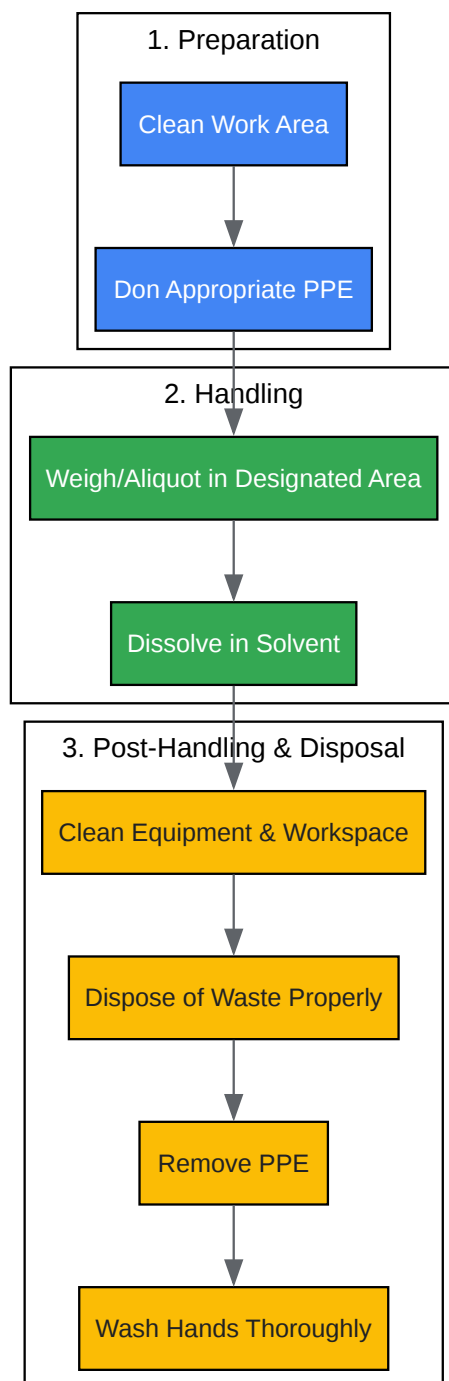 1. Preparation
Clean Work Area
Don Appropriate PPE
2. Handling
Weigh/Aliquot in Designated Area
Dissolve in Solvent
3. Post-Handling & Disposal
Clean Equipment & Workspace
Dispose of Waste Properly
Remove PPE
Wash Hands Thoroughly